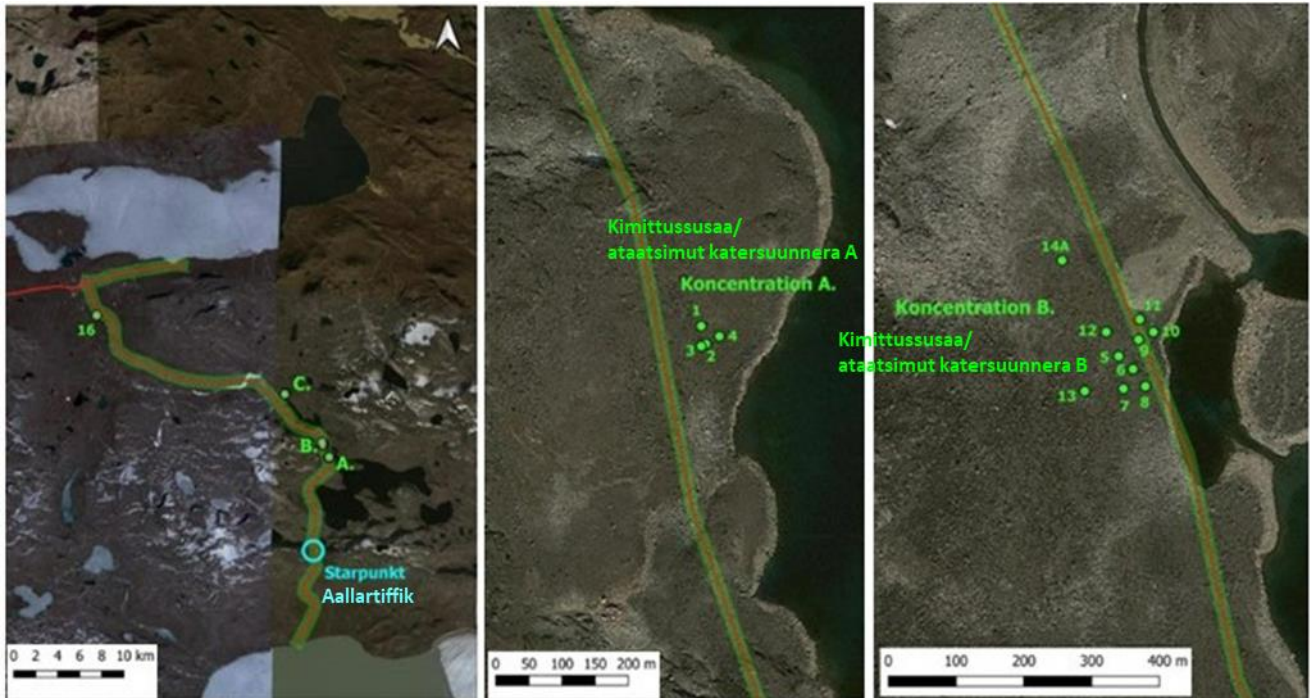 16
C.
B.
A.
Starpunkt
Aallartiffik
0 2 4 6 8 10 km
Kimittussusaa/
ataatsimut katersuunnera A
Koncentration A.
1
4
3 2
0 50 100 150 200 m
14A
Koncentration B.
Kimittussusaa/
ataatsimut katersuunnera B
11
12
10
9
5
6
13
7
8
0 100 200 300 400 m